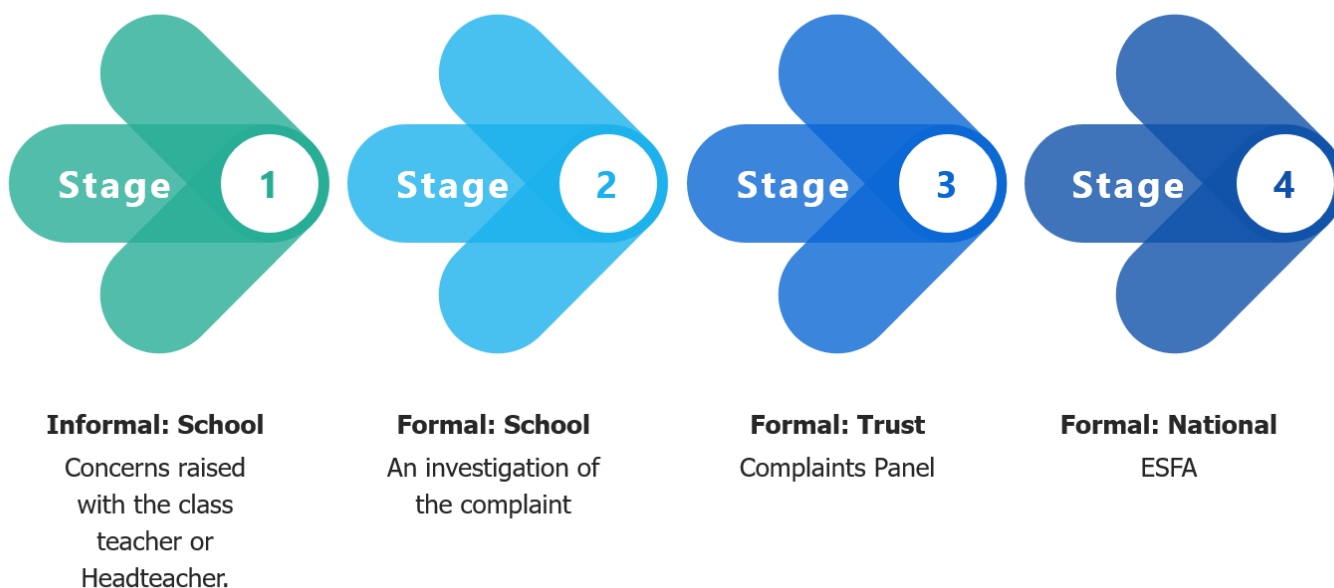 Stage 1
Stage 2
Stage 3
Stage 4
Informal: School
Concerns raised
with the class
teacher or
Headteacher.
Formal: School
An investigation of
the complaint
Formal: Trust
Complaints Panel
Formal: National
ESFA